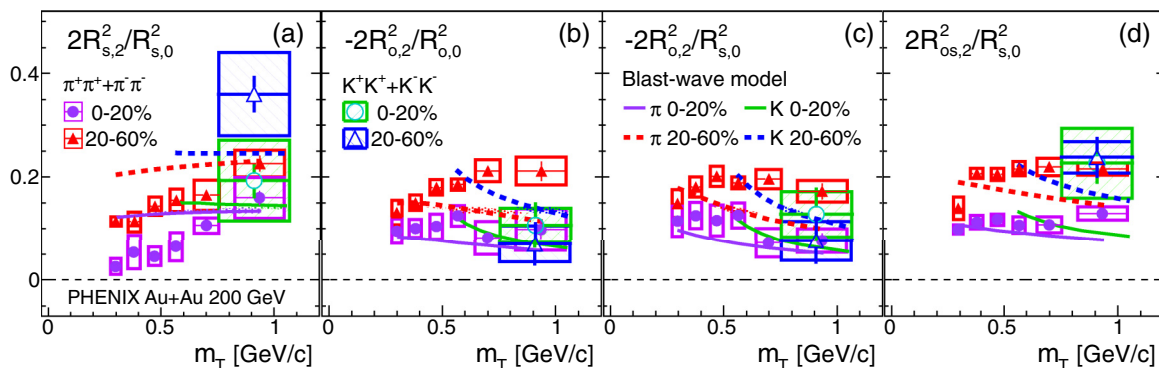 2R²s,2/R²s,0 (a)
-2R²o,2/R²o,0 (b)
-2R²o,2/R²s,0 (c)
2R²os,2/R²s,0 (d)
π⁺π⁺+π⁻π⁻
0-20%
20-60%
K⁺K⁺+K⁻K⁻
0-20%
20-60%
Blast-wave model
π 0-20% K 0-20%
π 20-60% K 20-60%
0.4
0.2
0
PHENIX Au+Au 200 GeV
0 0.5 1
0 0.5 1
0 0.5 1
0 0.5 1
mT [GeV/c]
mT [GeV/c]
mT [GeV/c]
mT [GeV/c]